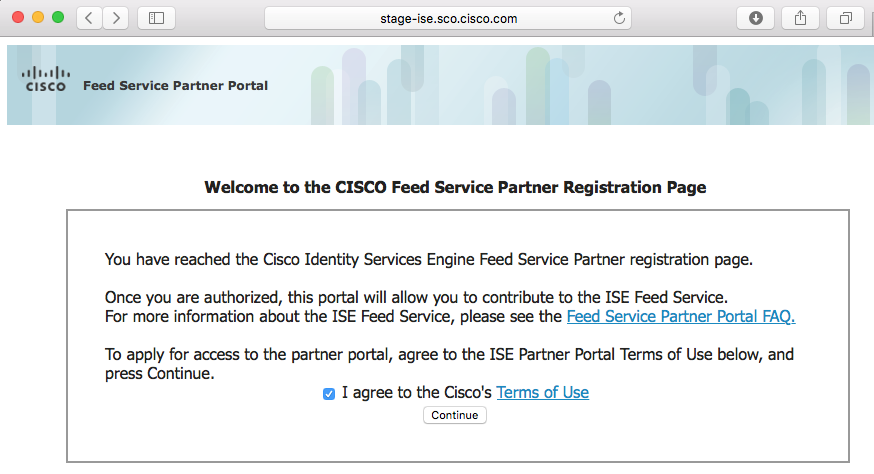 stage-ise.sco.cisco.com
CISCO
Feed Service Partner Portal
Welcome to the CISCO Feed Service Partner Registration Page
You have reached the Cisco Identity Services Engine Feed Service Partner registration page.
Once you are authorized, this portal will allow you to contribute to the ISE Feed Service.
For more information about the ISE Feed Service, please see the Feed Service Partner Portal FAQ.
To apply for access to the partner portal, agree to the ISE Partner Portal Terms of Use below, and
press Continue.
I agree to the Cisco's Terms of Use
Continue